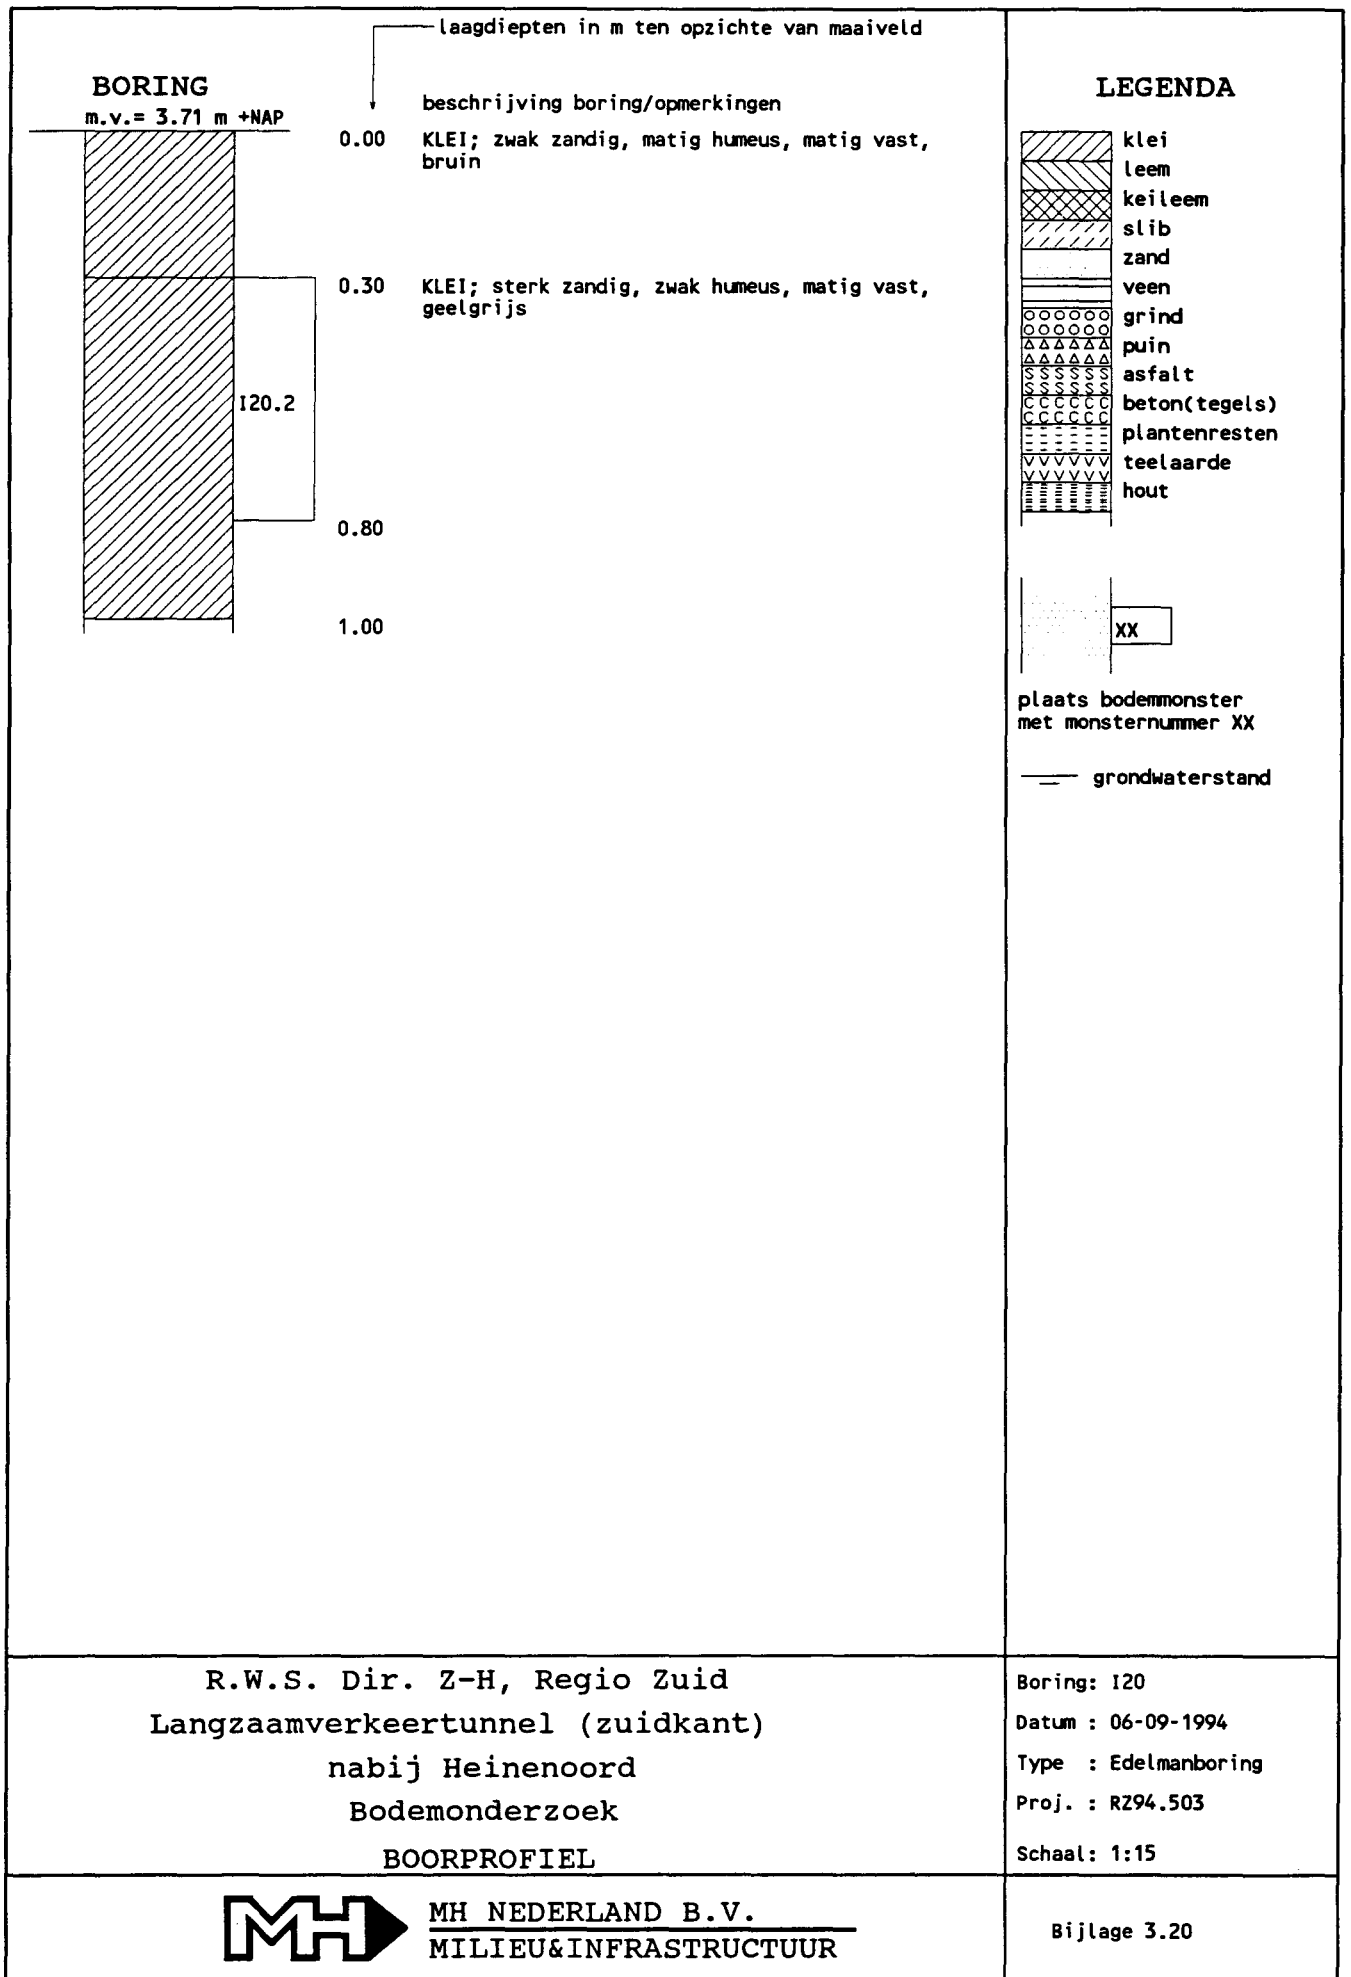 laagdiepten in m ten opzichte van maaiveld
BORING
m.v.= 3.71 m +NAP
beschrijving boring/opmerkingen
0.00 KLEI; zwak zandig, matig humeus, matig vast,
bruin
0.30 KLEI; sterk zandig, zwak humeus, matig vast,
geelgrijs
I20.2
0.80
1.00
LEGENDA
klei
leem
keileem
slib
zand
veen
grind
puin
asfalt
beton(tegels)
plantenresten
teelaarde
hout
XX
plaats bodemmonster
met monsternummer XX
grondwaterstand
R.W.S. Dir. Z-H, Regio Zuid
Langzaamverkeertunnel (zuidkant)
nabij Heinenoord
Bodemonderzoek
BOORPROFIEL
Boring: I20
Datum : 06-09-1994
Type : Edelmanboring
Proj. : RZ94.503
Schaal: 1:15
MH
MH NEDERLAND B.V.
MILIEU&INFRASTRUCTUUR
Bijlage 3.20